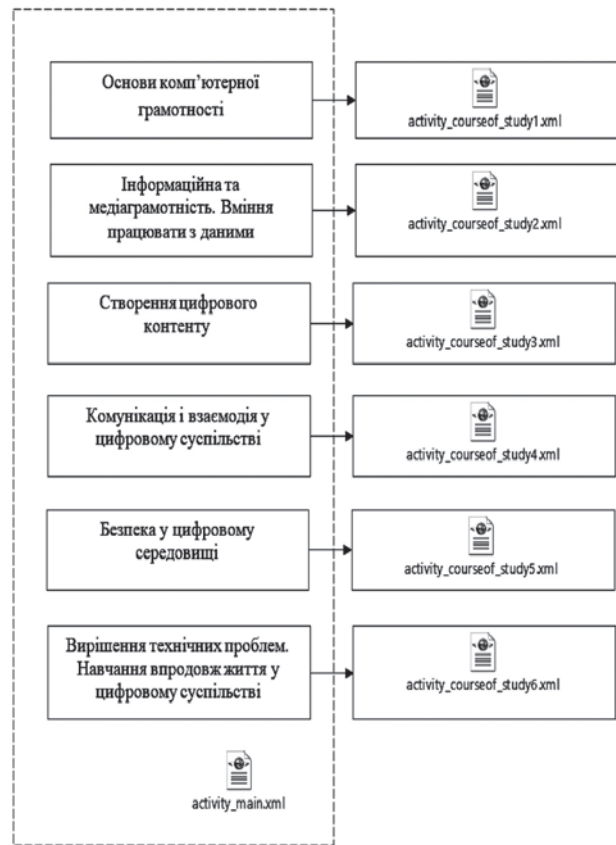 Основи комп’ютерної
грамотності
activity_courseof_study1.xml
Інформаційна та
медіаграмотність. Вміння
працювати з даними
activity_courseof_study2.xml
Створення цифрового
контенту
activity_courseof_study3.xml
Комунікація і взаємодія у
цифровому суспільстві
activity_courseof_study4.xml
Безпека у цифровому
середовищі
activity_courseof_study5.xml
Вирішення технічних проблем.
Навчання впродовж життя у
цифровому суспільстві
activity_courseof_study6.xml
activity_main.xml